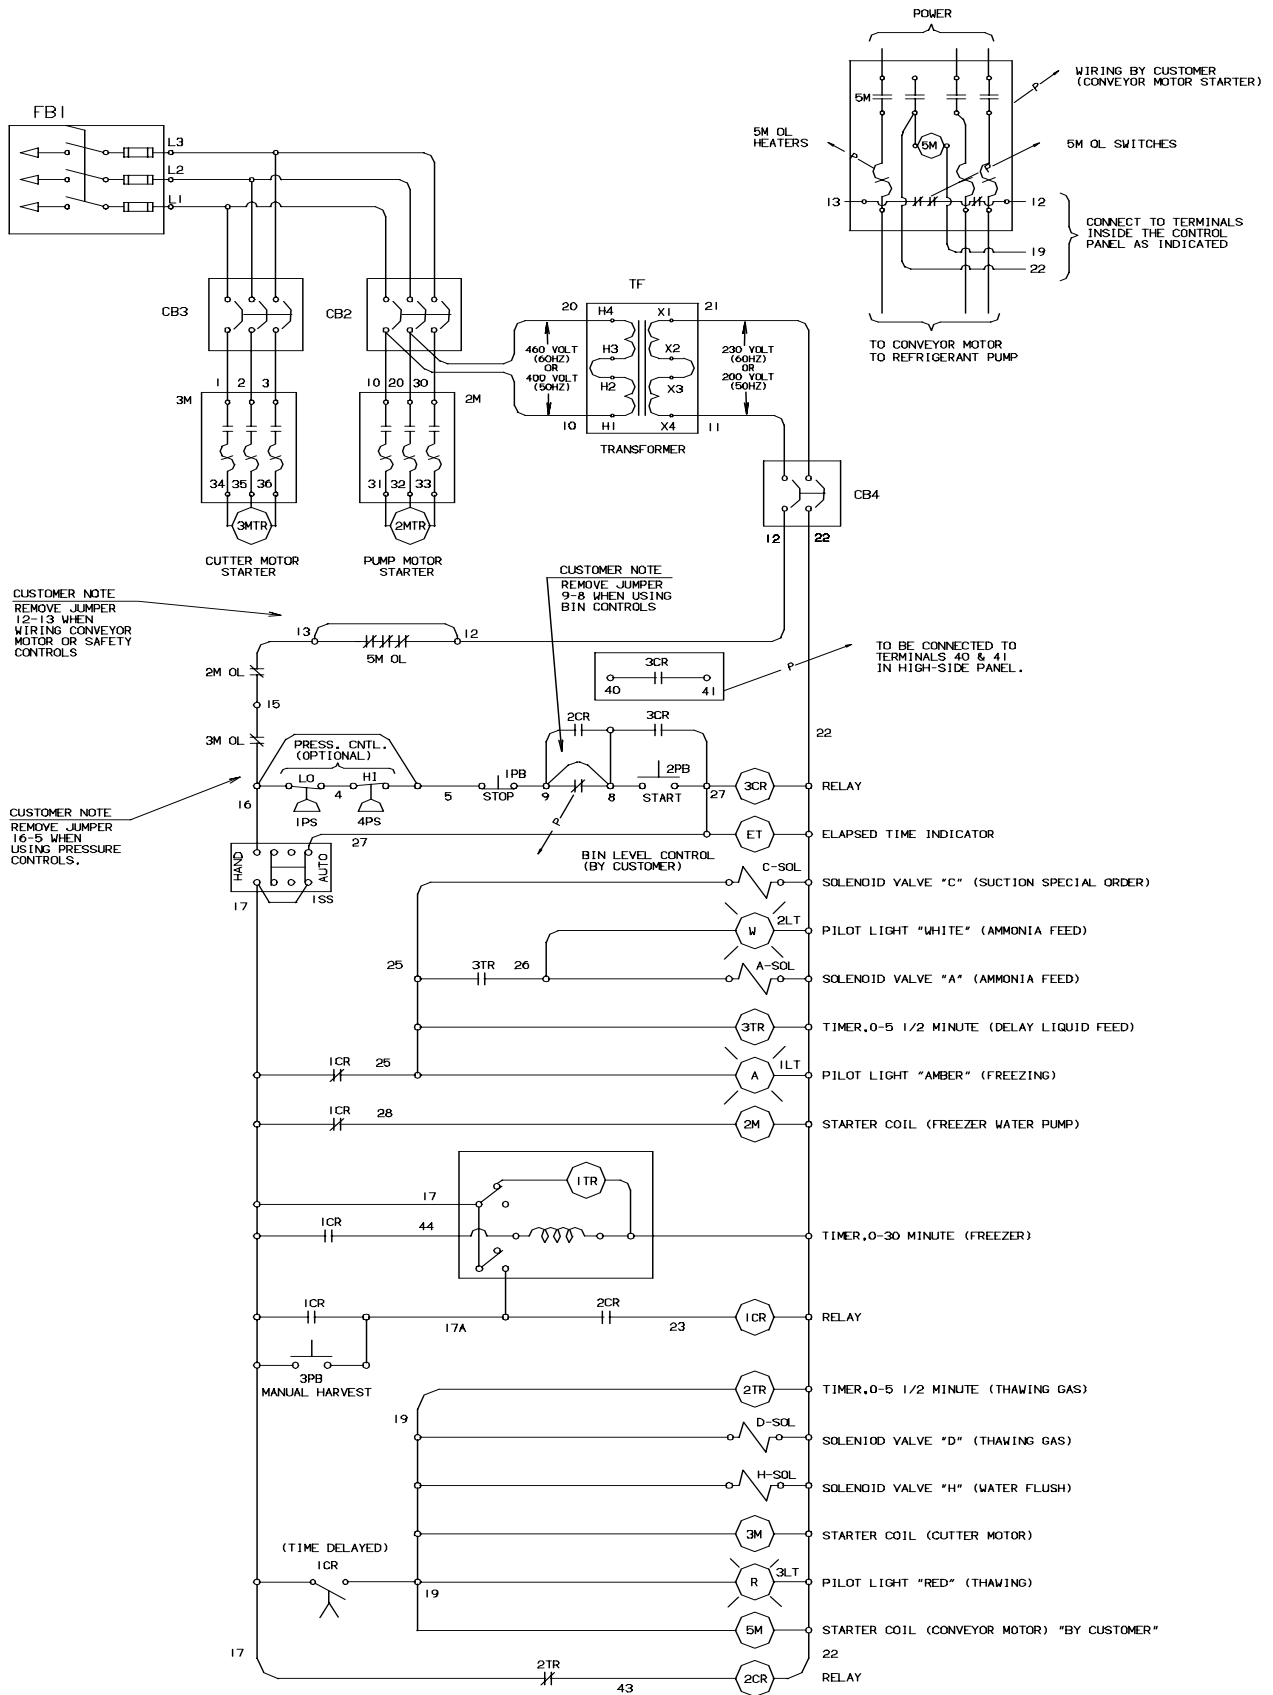 POWER
WIRING BY CUSTOMER
(CONVEYOR MOTOR STARTER)
P
5M
FB1
5M OL
HEATERS
P
5M
P
5M OL SWITCHES
L3
L2
L1
13
12
CONNECT TO TERMINALS
INSIDE THE CONTROL
PANEL AS INDICATED
19
22
TO CONVEYOR MOTOR
TO REFRIGERANT PUMP
CB3
CB2
TF
20
H4
X1
21
460 VOLT
(60HZ)
OR
400 VOLT
(50HZ)
H3
H2
X2
X3
230 VOLT
(60HZ)
OR
200 VOLT
(50HZ)
10
H1
X4
11
TRANSFORMER
1
2
3
10
20
30
3M
2M
34
35
36
31
32
33
3MTR
2MTR
CUTTER MOTOR
STARTER
PUMP MOTOR
STARTER
CB4
12
22
CUSTOMER NOTE
REMOVE JUMPER
12-13 WHEN
WIRING CONVEYOR
MOTOR OR SAFETY
CONTROLS
CUSTOMER NOTE
REMOVE JUMPER
9-8 WHEN USING
BIN CONTROLS
13
12
5M OL
3CR
40
41
P
TO BE CONNECTED TO
TERMINALS 40 & 41
IN HIGH-SIDE PANEL.
2M OL
15
3M OL
PRESS. CNTL.
(OPTIONAL)
2CR
3CR
22
LO
HI
1PB
2PB
16
4
5
STOP
9
8
START
27
3CR
RELAY
1PS
4PS
P
CUSTOMER NOTE
REMOVE JUMPER
16-5 WHEN
USING PRESSURE
CONTROLS.
27
ET
ELAPSED TIME INDICATOR
HAND
AUTO
BIN LEVEL CONTROL
(BY CUSTOMER)
17
1SS
C-SOL
SOLENOID VALVE "C" (SUCTION SPECIAL ORDER)
W
2LT
PILOT LIGHT "WHITE" (AMMONIA FEED)
25
3TR
26
A-SOL
SOLENOID VALVE "A" (AMMONIA FEED)
3TR
TIMER,0-5 1/2 MINUTE (DELAY LIQUID FEED)
1CR
25
A
1LT
PILOT LIGHT "AMBER" (FREEZING)
1CR
28
2M
STARTER COIL (FREEZER WATER PUMP)
1TR
17
1CR
44
TIMER,0-30 MINUTE (FREEZER)
1CR
17A
2CR
23
1CR
RELAY
3PB
MANUAL HARVEST
19
2TR
TIMER,0-5 1/2 MINUTE (THAWING GAS)
D-SOL
SOLENIOD VALVE "D" (THAWING GAS)
H-SOL
SOLENOID VALVE "H" (WATER FLUSH)
3M
STARTER COIL (CUTTER MOTOR)
(TIME DELAYED)
1CR
19
R
3LT
PILOT LIGHT "RED" (THAWING)
5M
STARTER COIL (CONVEYOR MOTOR) "BY CUSTOMER"
17
22
2TR
43
2CR
RELAY